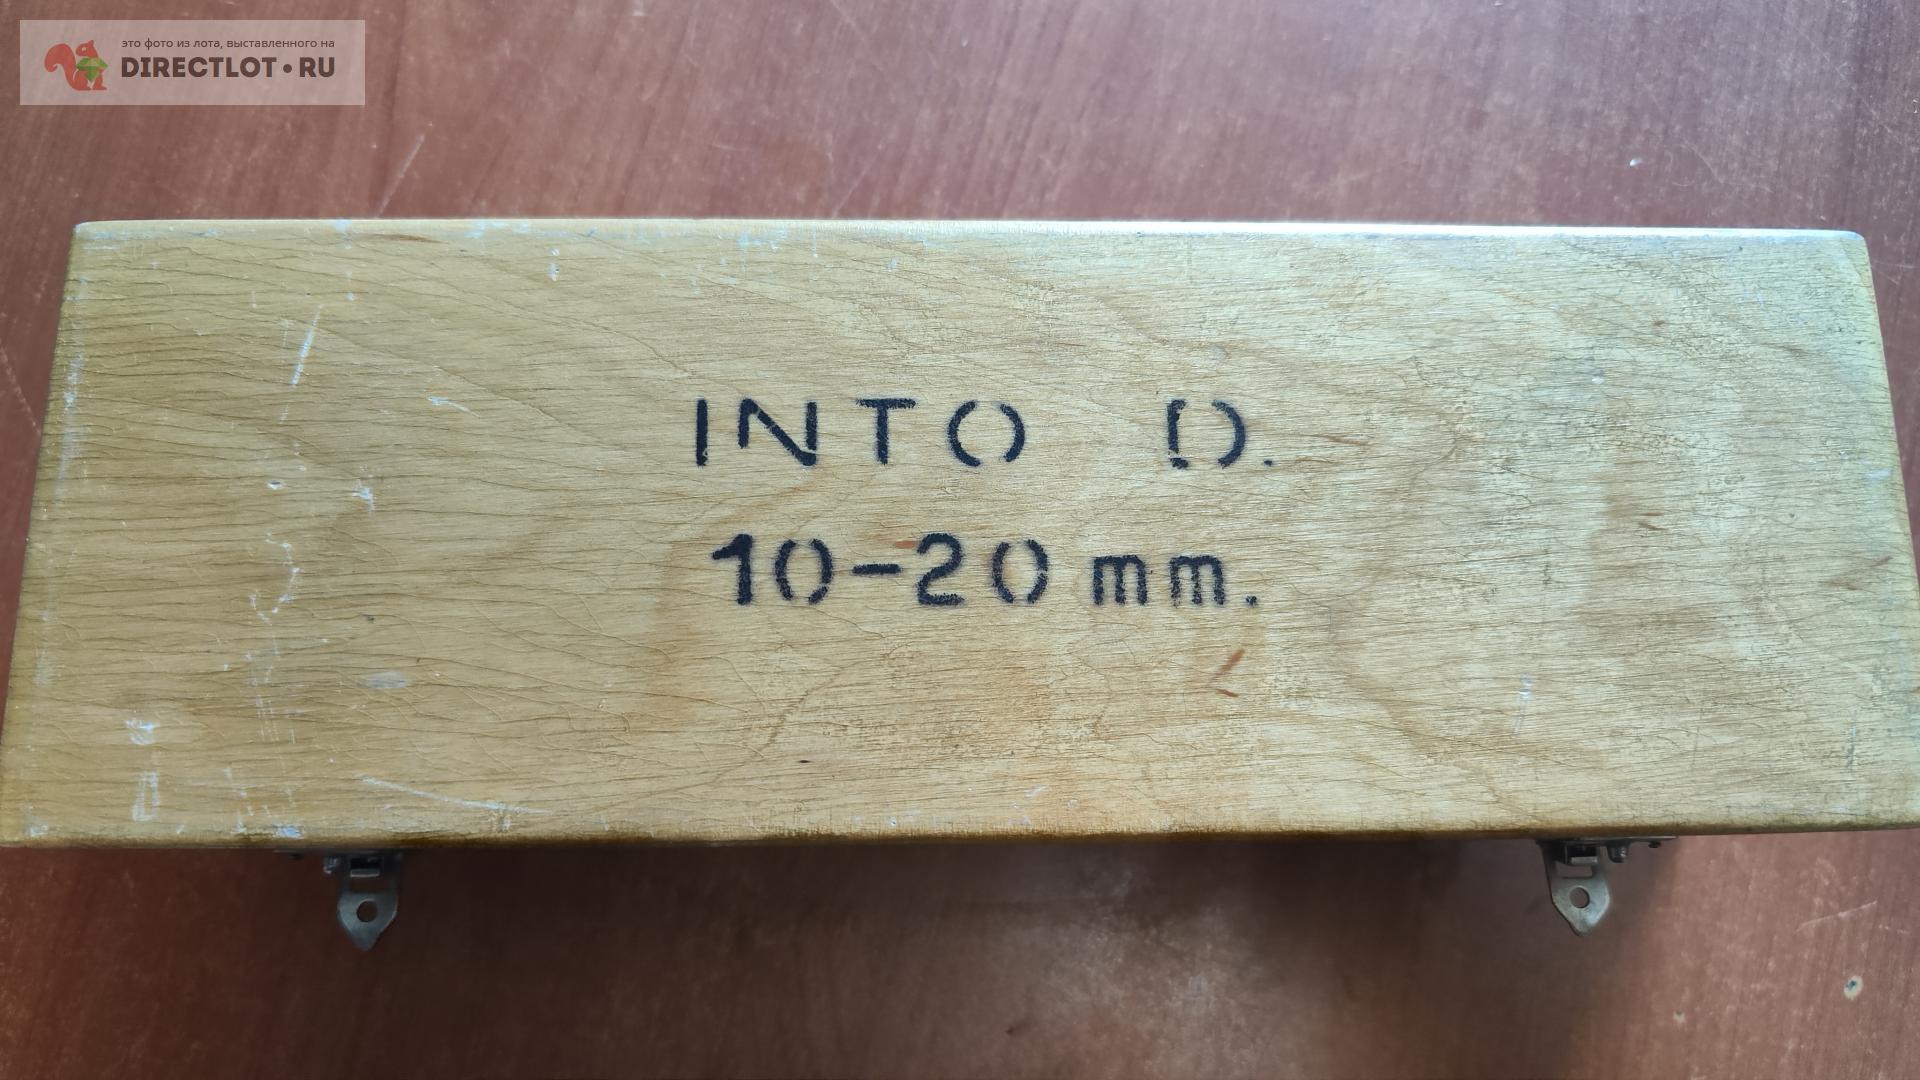 это фото из лота, выставленного на
DIRECTLOT•RU
INTO D.
10-20 mm.